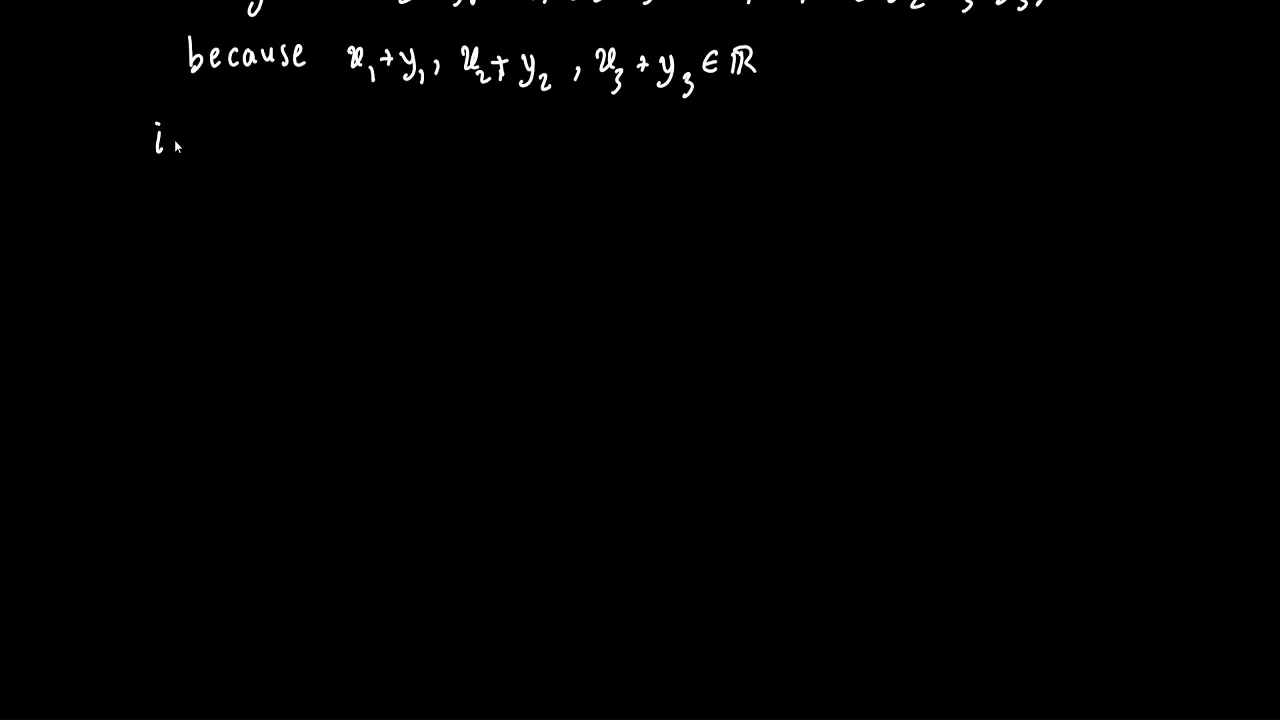 because x₁+y₁, x₂+y₂, x₃+y₃ ∈ ℝ
i